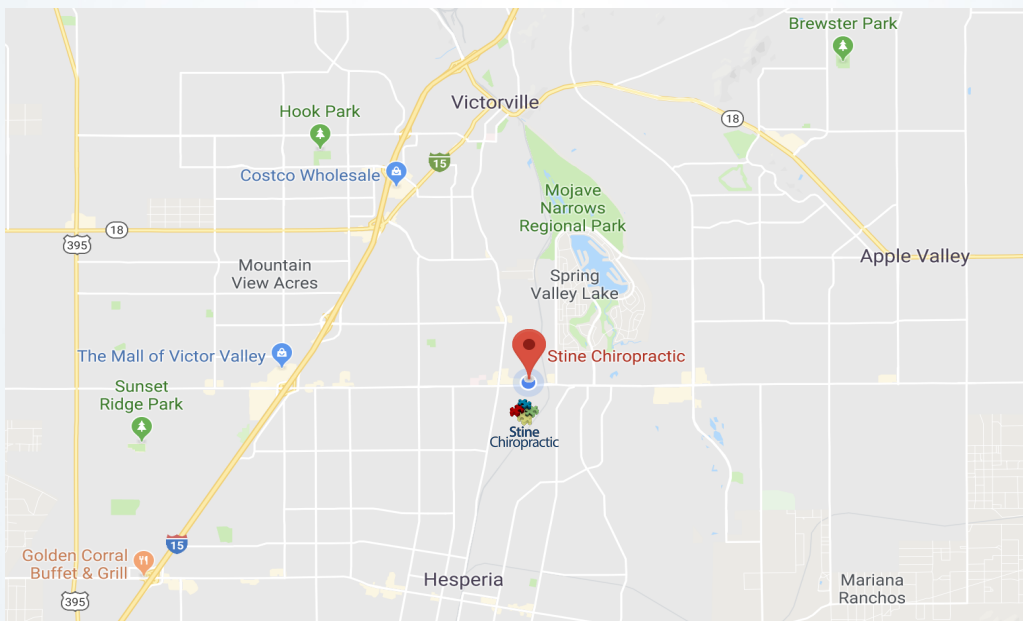 Brewster Park
Victorville
Hook Park
18
15
Costco Wholesale
Mojave
Narrows
Regional Park
18
395
Apple Valley
Mountain
View Acres
Spring
Valley Lake
The Mall of Victor Valley
Stine Chiropractic
Sunset
Ridge Park
Stine
Chiropractic
15
Golden Corral
Buffet & Grill
Hesperia
Mariana
Ranchos
395